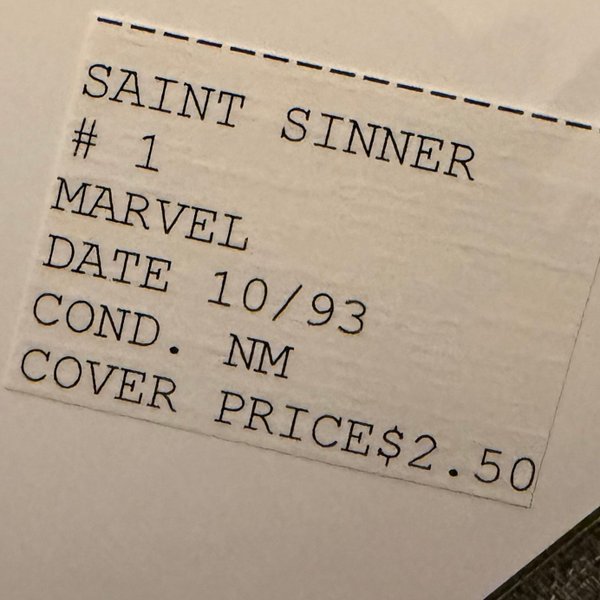 SAINT SINNER
# 1
MARVEL
DATE 10/93
COND. NM
COVER PRICE$2.50